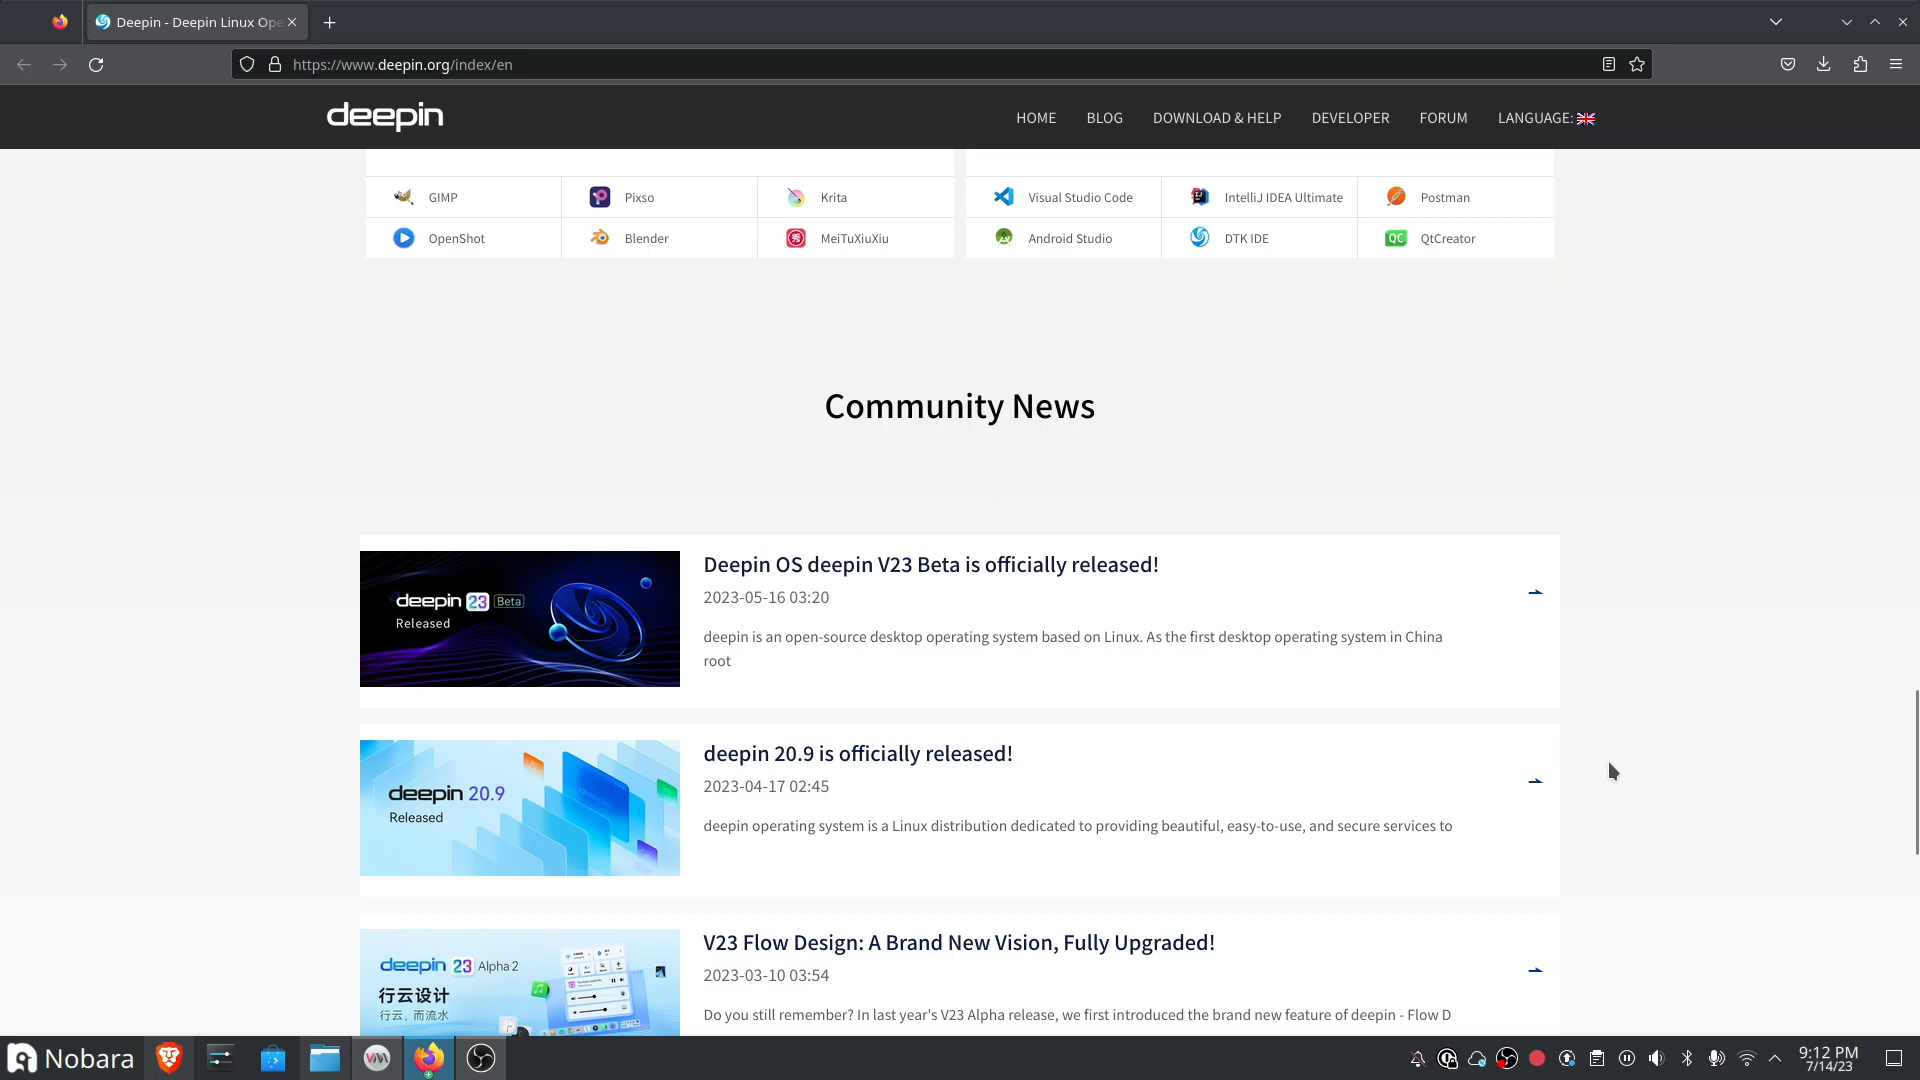 Deepin - Deepin Linux Ope
https://www.deepin.org/index/en
deepin
HOME
BLOG
DOWNLOAD & HELP
DEVELOPER
FORUM
LANGUAGE:
GIMP
Pixso
Krita
Visual Studio Code
IntelliJ IDEA Ultimate
Postman
OpenShot
Blender
秀
MeiTuXiuXiu
Android Studio
DTK IDE
QC
QtCreator
Community News
deepin 23 Beta
Released
Deepin OS deepin V23 Beta is officially released!
2023-05-16 03:20
deepin is an open-source desktop operating system based on Linux. As the first desktop operating system in China
root
deepin 20.9
Released
deepin 20.9 is officially released!
2023-04-17 02:45
deepin operating system is a Linux distribution dedicated to providing beautiful, easy-to-use, and secure services to
deepin 23 Alpha 2
行云设计
行云, 而流水
V23 Flow Design: A Brand New Vision, Fully Upgraded!
2023-03-10 03:54
Do you still remember? In last year's V23 Alpha release, we first introduced the brand new feature of deepin - Flow D
Nobara
9:12 PM
7/14/23